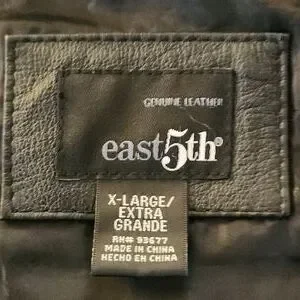 GENUINE LEATHER
east5th®
X-LARGE/
EXTRA
GRANDE
RN# 93677
MADE IN CHINA
HECHO EN CHINA